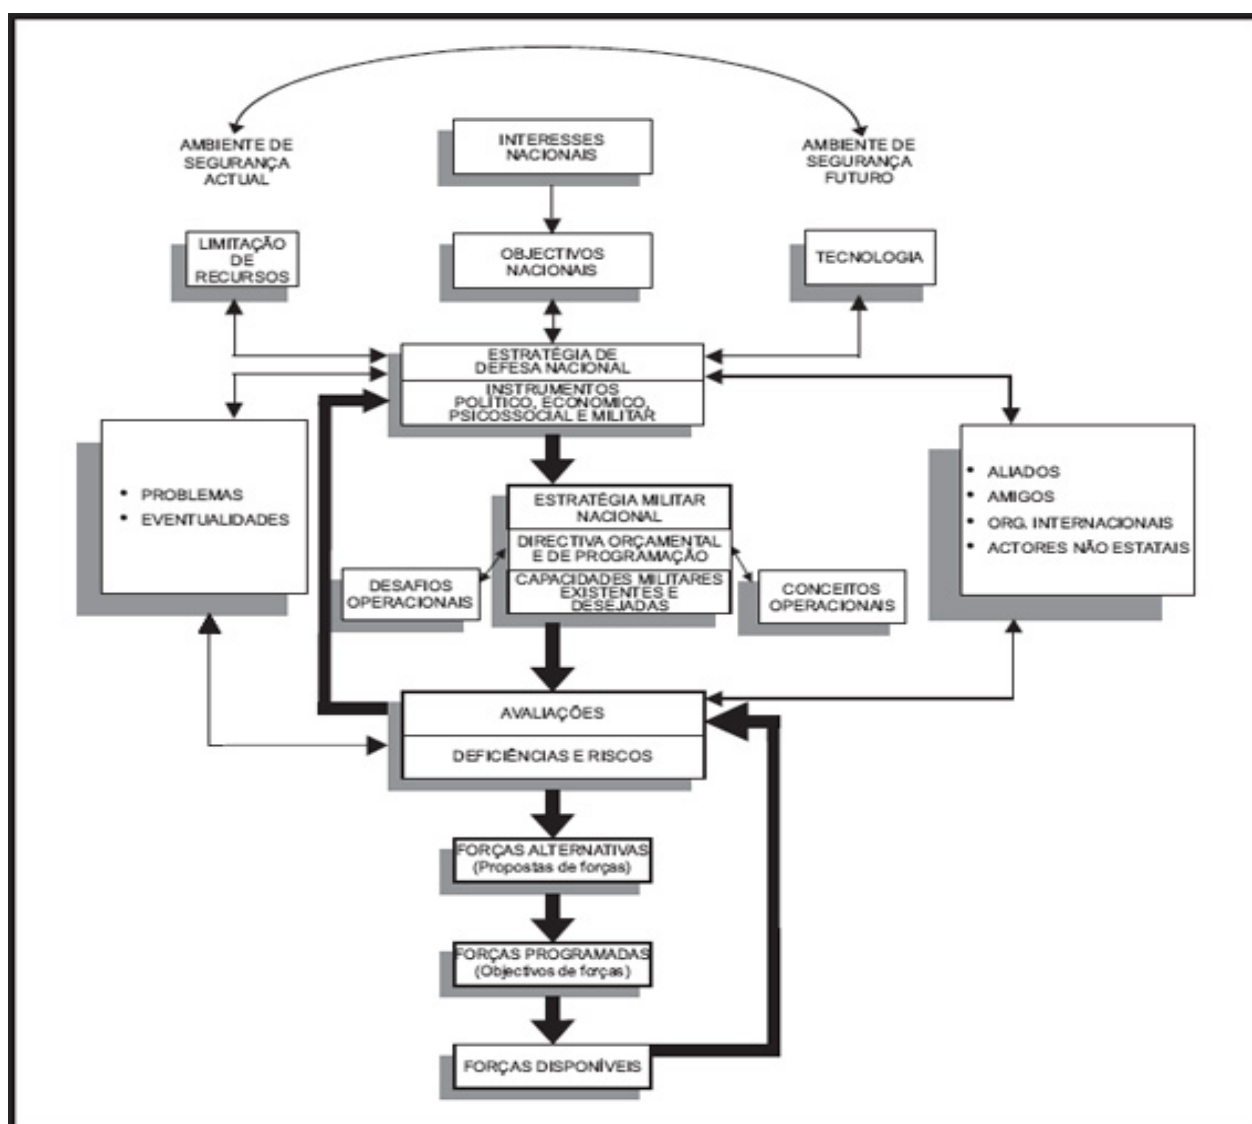 AMBIENTE DE
SEGURANÇA
ACTUAL
INTERESSES
NACIONAIS
AMBIENTE DE
SEGURANÇA
FUTURO
LIMITAÇÃO
DE
RECURSOS
OBJECTIVOS
NACIONAIS
TECNOLOGIA
ESTRATÉGIA DE
DEFESA NACIONAL
INSTRUMENTOS
POLÍTICO, ECONOMICO,
PSICOSSOCIAL E MILITAR
• PROBLEMAS
• EVENTUALIDADES
• ALIADOS
• AMIGOS
• ORG. INTERNACIONAIS
• ACTORES NÃO ESTATAIS
ESTRATÉGIA MILITAR
NACIONAL
DIRECTIVA ORÇAMENTAL
E DE PROGRAMAÇÃO
CAPACIDADES MILITARES
EXISTENTES E
DESEJADAS
DESAFIOS
OPERACIONAIS
CONCEITOS
OPERACIONAIS
AVALIAÇÕES
DEFICIÊNCIAS E RISCOS
FORÇAS ALTERNATIVAS
(Propostas de forças)
FORÇAS PROGRAMADAS
(Objectivos de forças)
FORÇAS DISPONÍVEIS